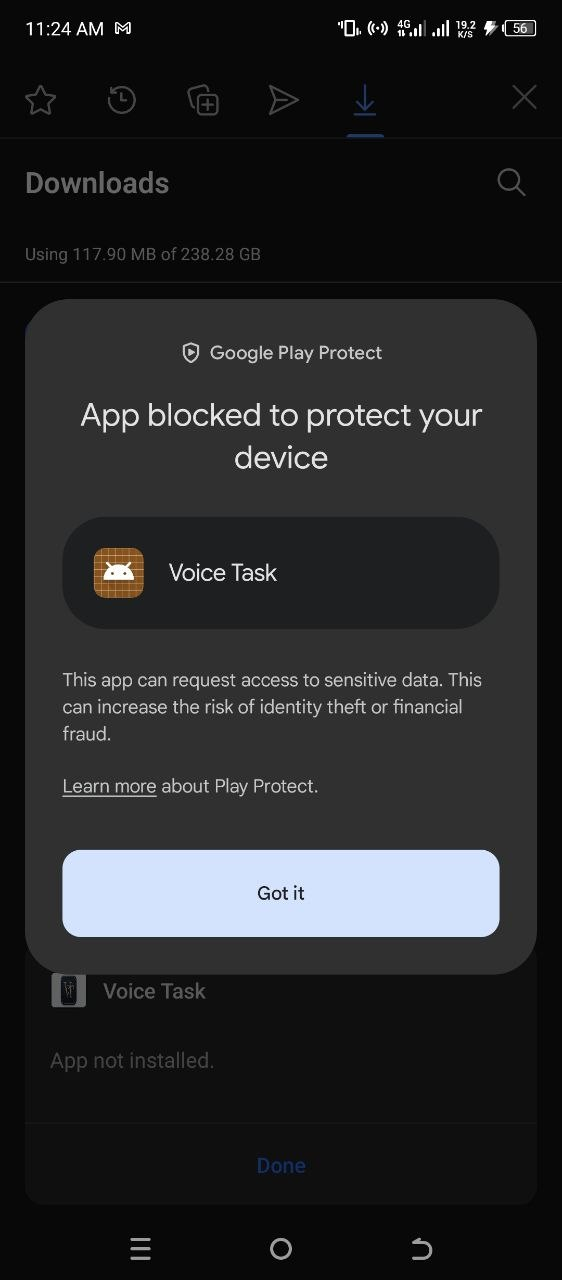 11:24 AM
4G 19.2 K/S 56
Downloads
Using 117.90 MB of 238.28 GB
Google Play Protect
App blocked to protect your
device
Voice Task
This app can request access to sensitive data. This
can increase the risk of identity theft or financial
fraud.
Learn more about Play Protect.
Got it
Voice Task
App not installed.
Done